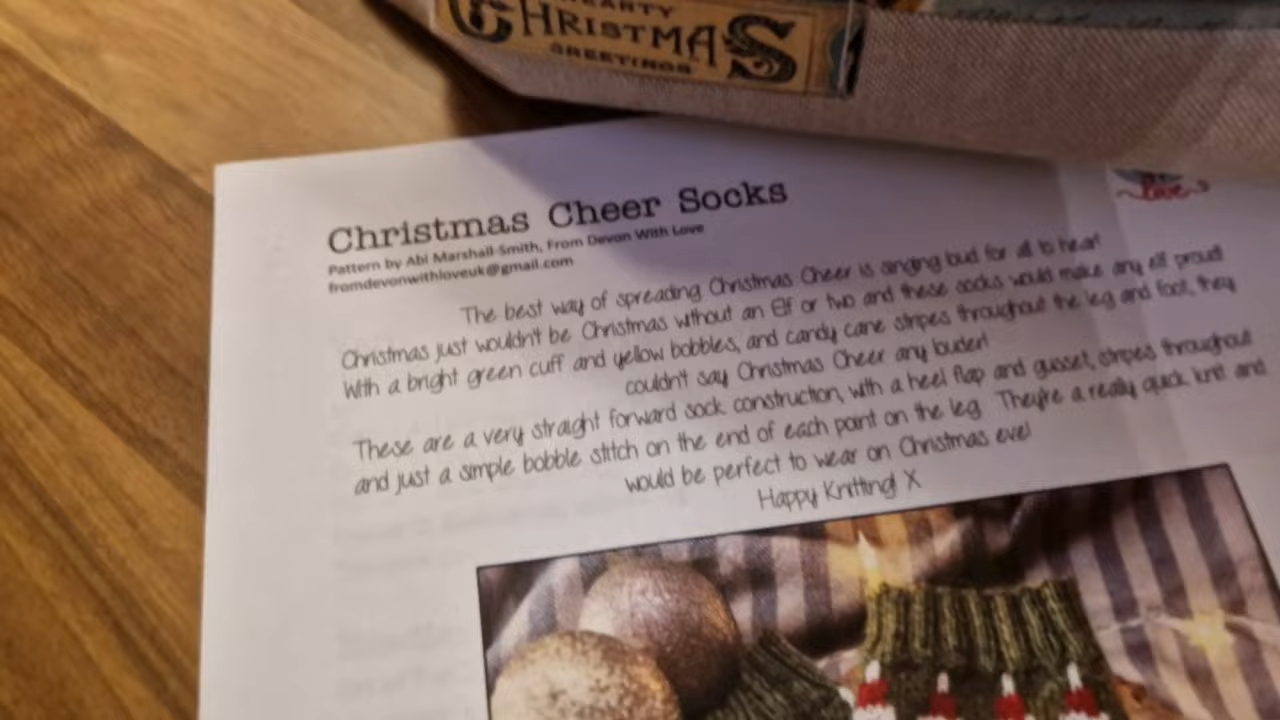 HEARTY
CHRISTMAS
GREETINGS
Love
Christmas Cheer Socks
Pattern by Abi Marshall-Smith, From Devon With Love
fromdevonwithloveuk@gmail.com
The best way of spreading Christmas Cheer is singing loud for all to hear!
Christmas just wouldn't be Christmas without an Elf or two and these socks would make any elf proud!
With a bright green cuff and yellow bobbles, and candy cane stripes throughout the leg and foot, they
couldn't say Christmas Cheer any louder!
These are a very straight forward sock construction, with a heel flap and gusset, stripes throughout
and just a simple bobble stitch on the end of each point on the leg. They're a really quick knit and
would be perfect to wear on Christmas eve!
Happy Knitting! X